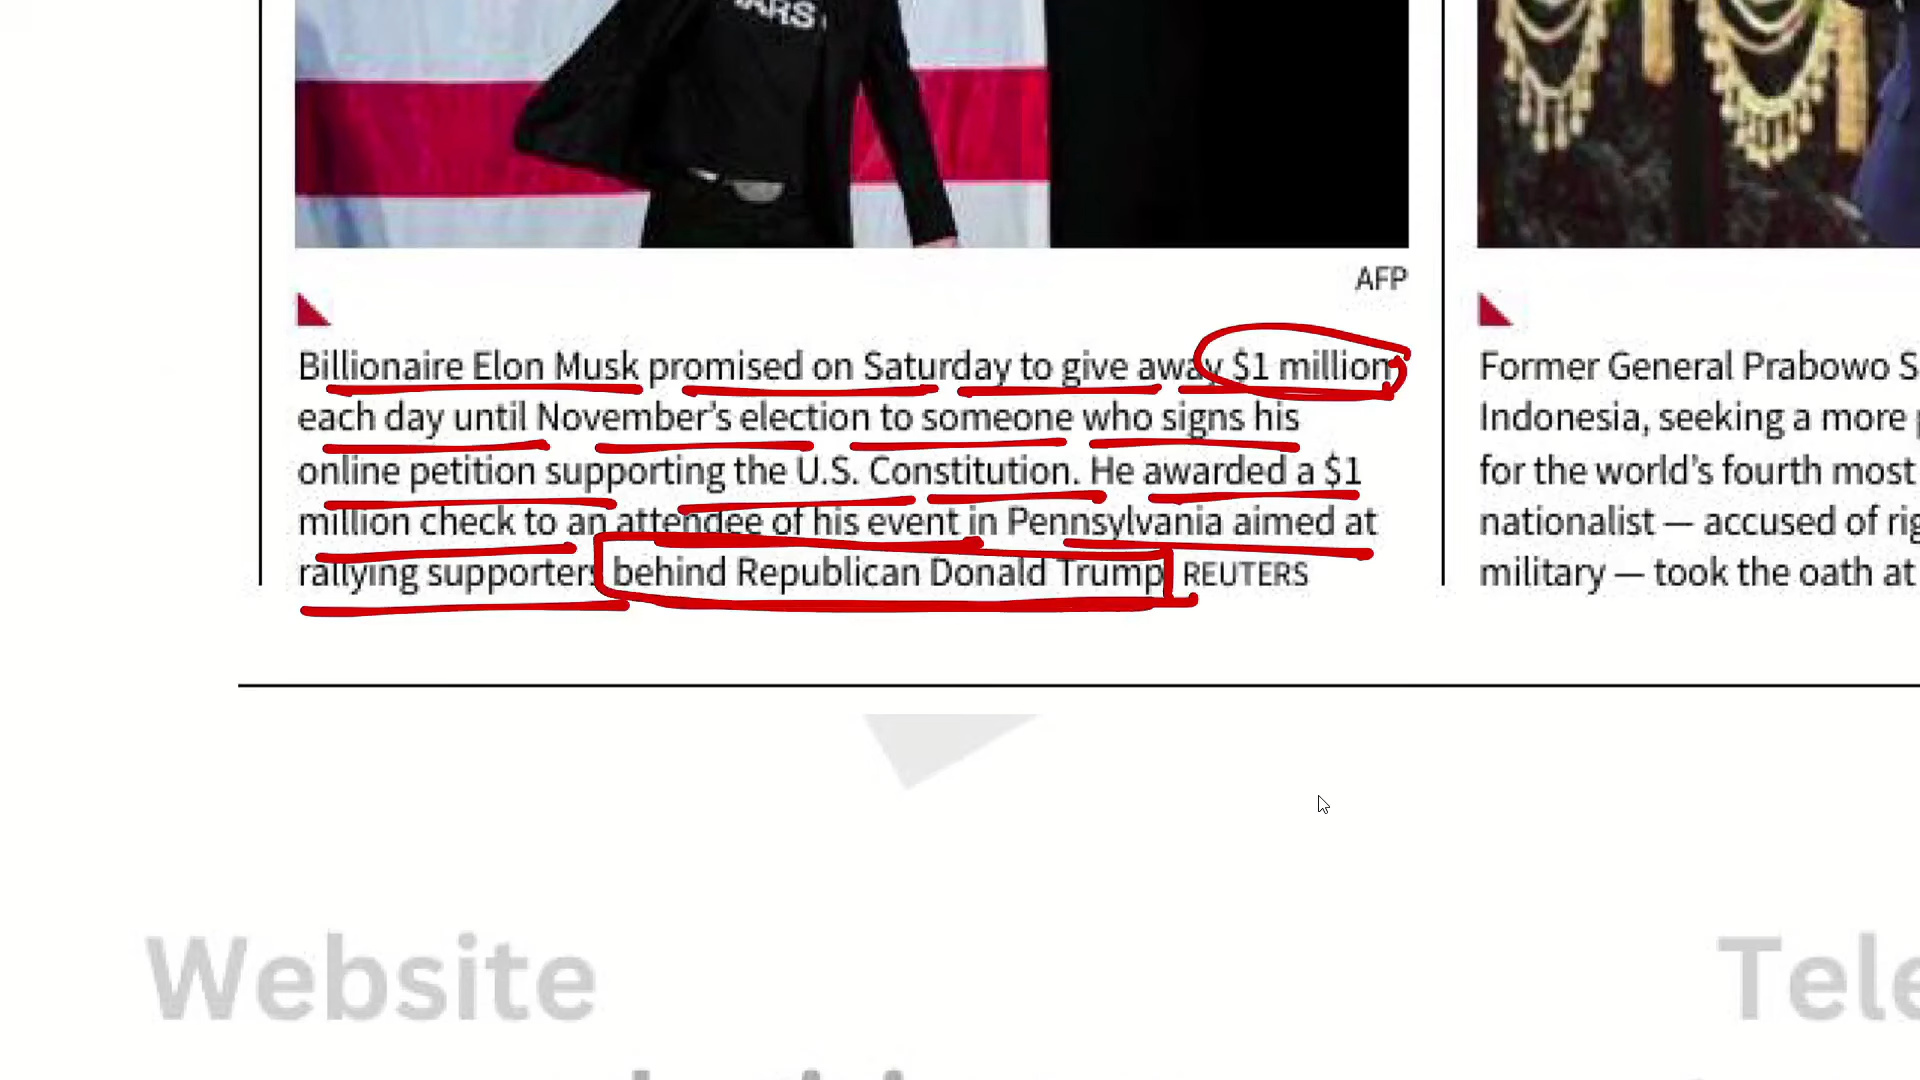 AFP
Billionaire Elon Musk promised on Saturday to give away $1 million
each day until November's election to someone who signs his
online petition supporting the U.S. Constitution. He awarded a $1
million check to an attendee of his event in Pennsylvania aimed at
rallying supporters behind Republican Donald Trump. REUTERS
Former General Prabowo
Indonesia, seeking a more
for the world's fourth most
nationalist — accused of
military — took the oath at
Website